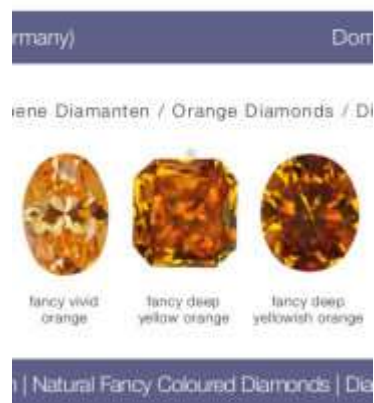 rmany) Dom
ene Diamanten / Orange Diamonds / Di
fancy vivid
orange
fancy deep
yellow orange
fancy deep
yellowish orange
| Natural Fancy Coloured Diamonds | Dia